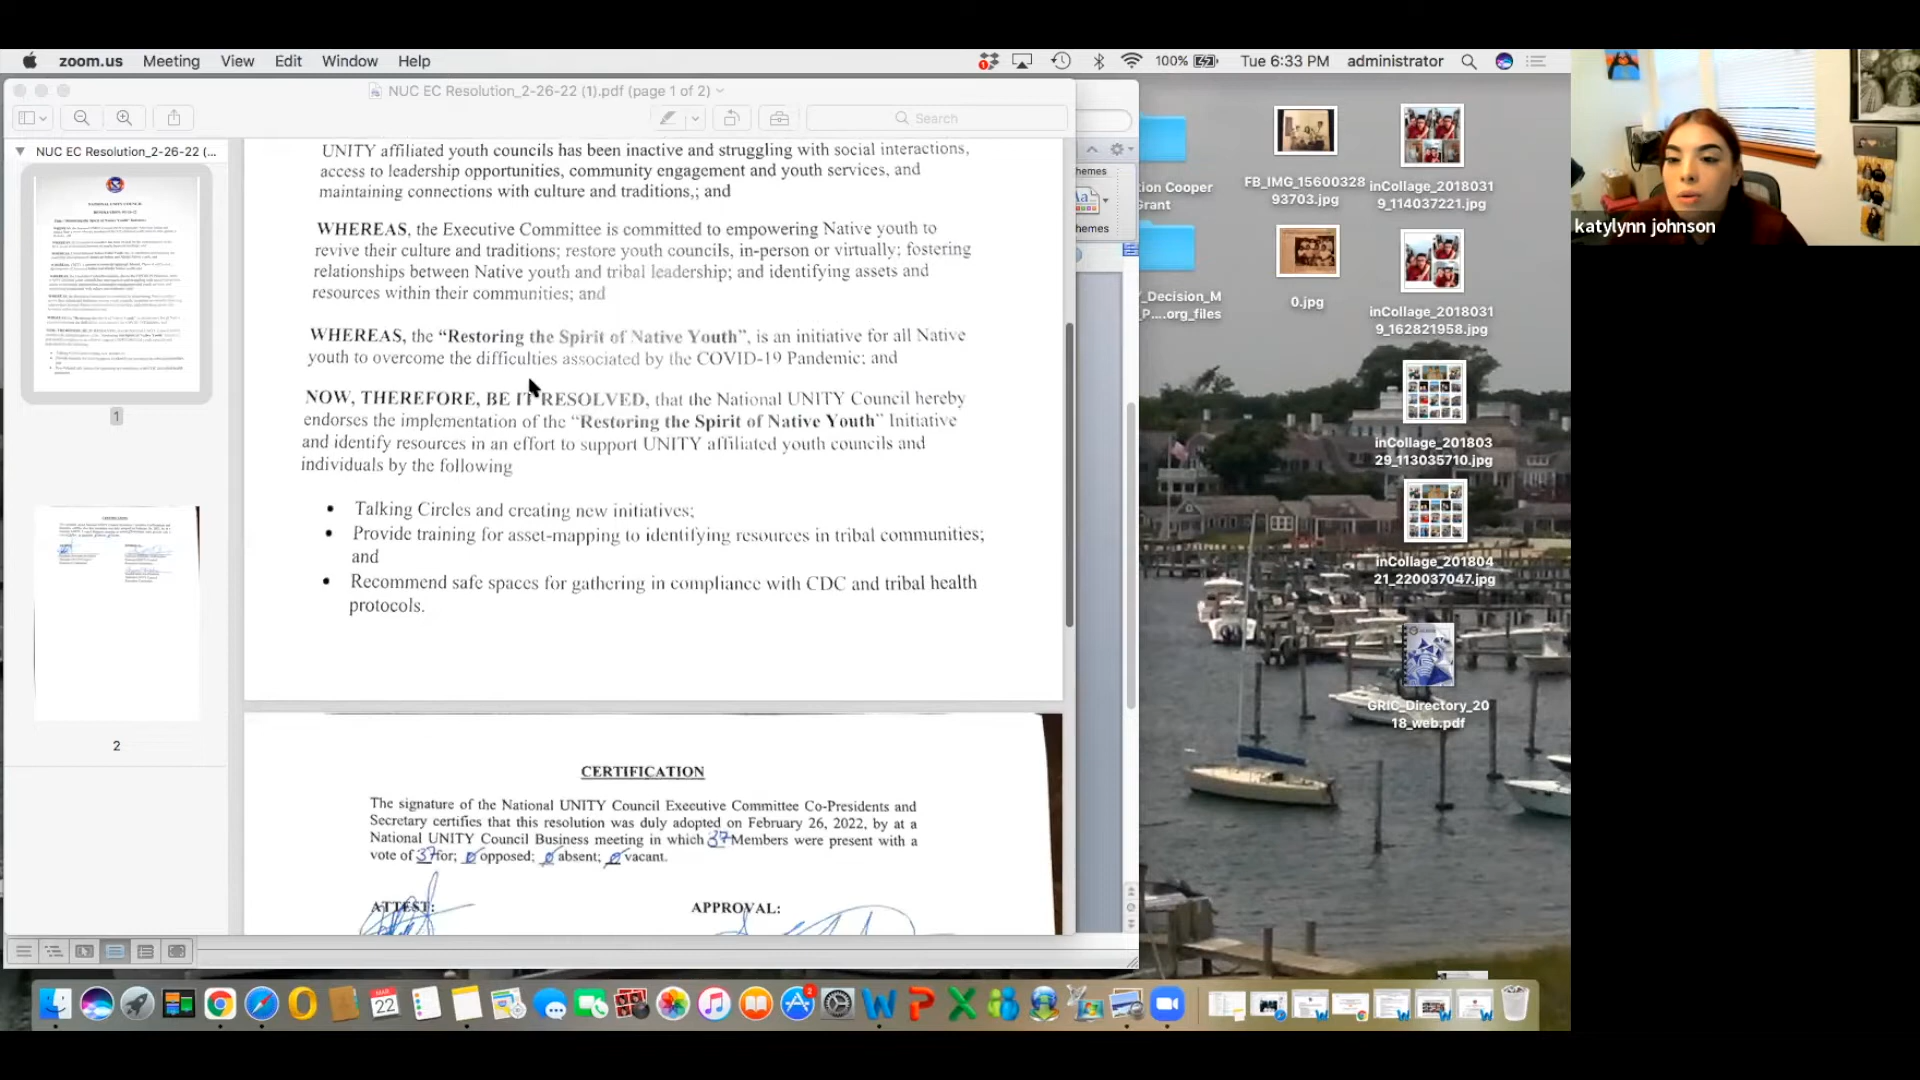 zoom.us Meeting View Edit Window Help
100% Tue 6:33 PM administrator
NUC EC Resolution_2-26-22 (1).pdf (page 1 of 2)
Search
NUC EC Resolution_2-26-22 (...
1
2
UNITY affiliated youth councils has been inactive and struggling with social interactions,
access to leadership opportunities, community engagement and youth services, and
maintaining connections with culture and traditions,; and
WHEREAS, the Executive Committee is committed to empowering Native youth to
revive their culture and traditions; restore youth councils, in-person or virtually; fostering
relationships between Native youth and tribal leadership; and identifying assets and
resources within their communities; and
WHEREAS, the “Restoring the Spirit of Native Youth”, is an initiative for all Native
youth to overcome the difficulties associated by the COVID-19 Pandemic; and
NOW, THEREFORE, BE IT RESOLVED, that the National UNITY Council hereby
endorses the implementation of the “Restoring the Spirit of Native Youth” Initiative
and identify resources in an effort to support UNITY affiliated youth councils and
individuals by the following
• Talking Circles and creating new initiatives;
• Provide training for asset-mapping to identifying resources in tribal communities;
and
• Recommend safe spaces for gathering in compliance with CDC and tribal health
protocols.
CERTIFICATION
The signature of the National UNITY Council Executive Committee Co-Presidents and
Secretary certifies that this resolution was duly adopted on February 26, 2022, by at a
National UNITY Council Business meeting in which 37 Members were present with a
vote of 37 for; 0 opposed; 0 absent; 0 vacant.
ATTEST: APPROVAL:
hemes
hemes
tion Cooper
Grant
_Decision_M
_P....org_files
FB_IMG_15600328
93703.jpg
0.jpg
inCollage_2018031
9_114037221.jpg
inCollage_2018031
9_162821958.jpg
inCollage_201803
29_113035710.jpg
inCollage_201804
21_220037047.jpg
GRIC_Directory_20
18_web.pdf
katylynn johnson
MAR
22
2